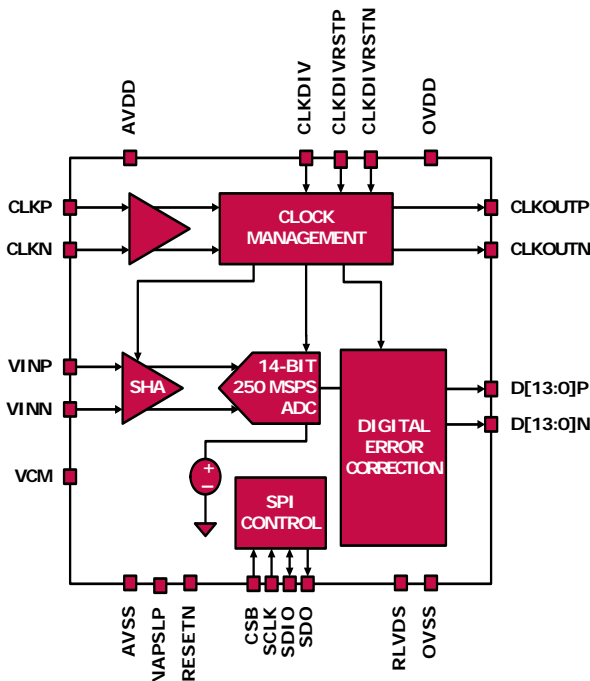 AVDD
CLKDIV
CLKDIVRSTP
CLKDIVRSTN
OVDD
CLKP
CLKN
CLOCK
MANAGEMENT
CLKOUTP
CLKOUTN
VINP
VINN
SHA
14-BIT
250 MSPS
ADC
DIGITAL
ERROR
CORRECTION
D[13:0]P
D[13:0]N
VCM
+
–
SPI
CONTROL
AVSS
NAPSLP
RESETN
CSB
SCLK
SDIO
SDO
RLVDS
OVSS